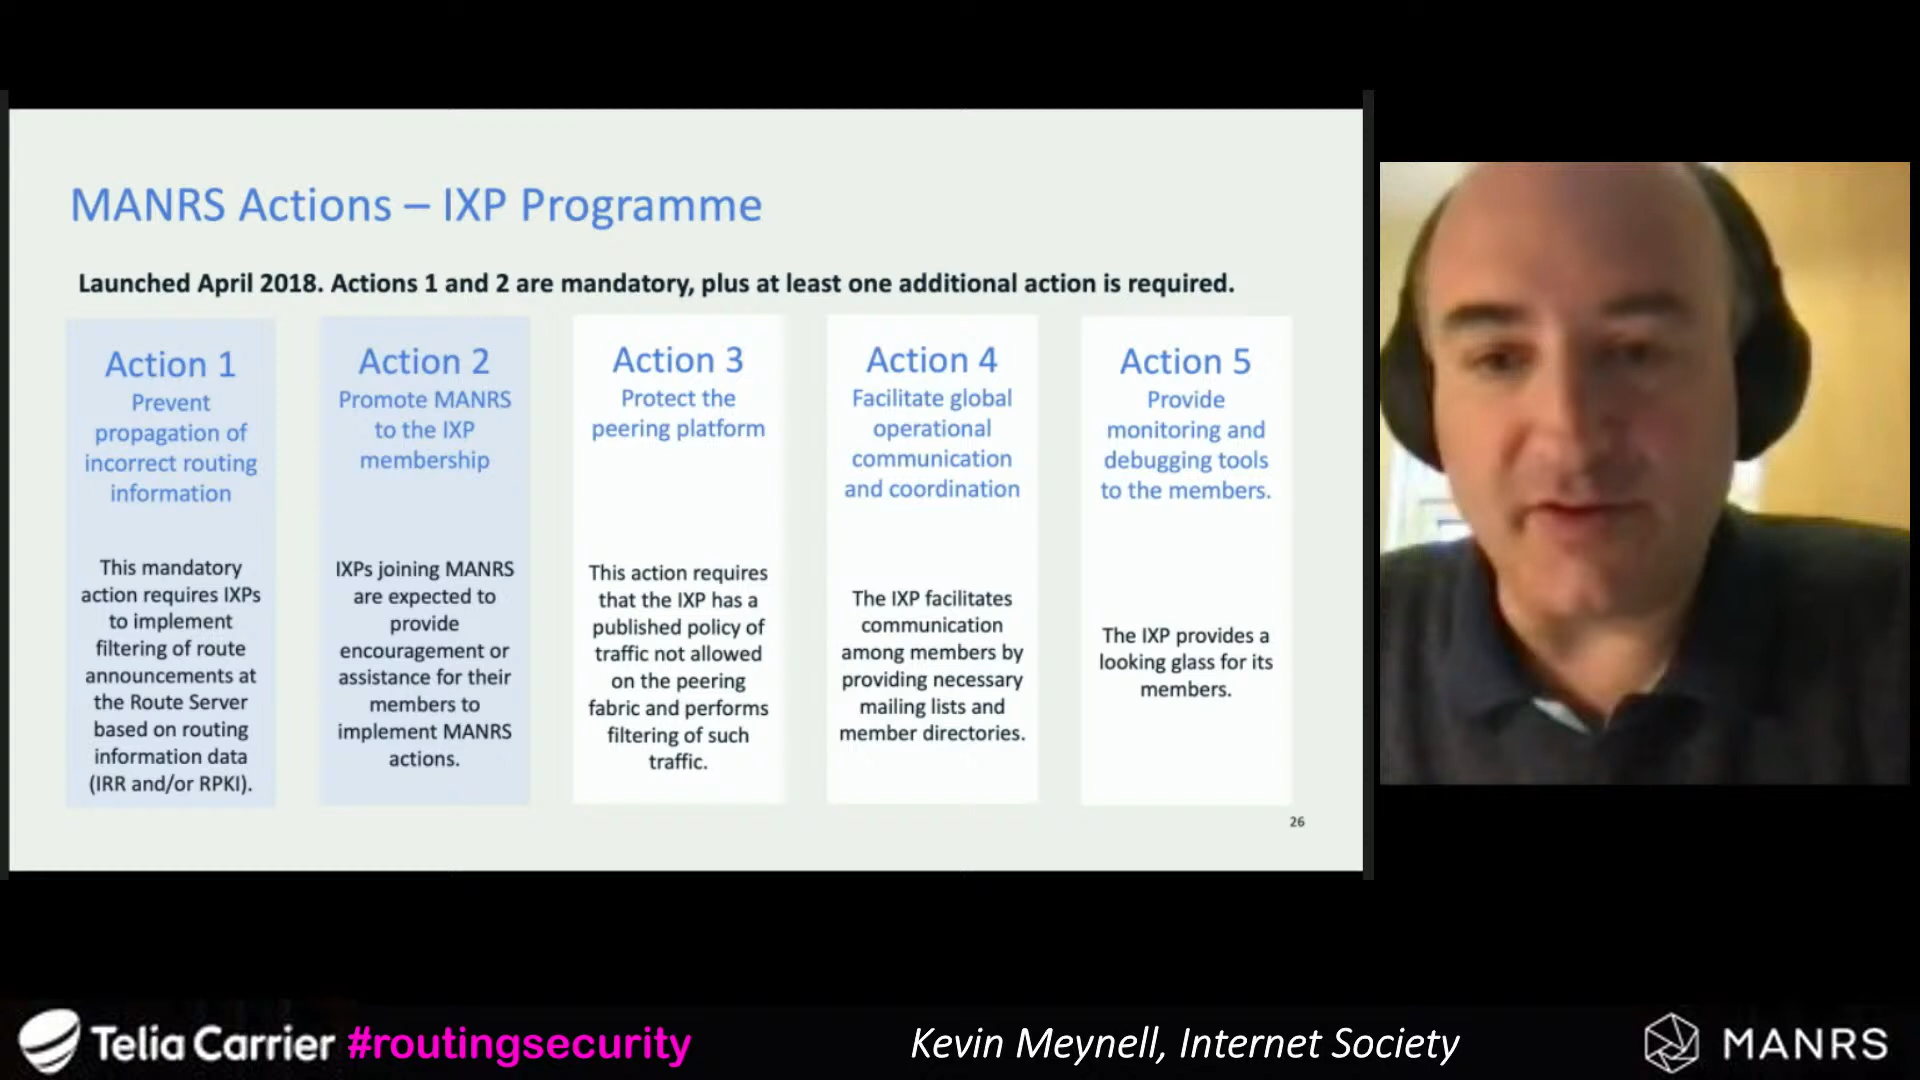 MANRS Actions – IXP Programme
Launched April 2018. Actions 1 and 2 are mandatory, plus at least one additional action is required.
Action 1
Prevent
propagation of
incorrect routing
information
This mandatory
action requires IXPs
to implement
filtering of route
announcements at
the Route Server
based on routing
information data
(IRR and/or RPKI).
Action 2
Promote MANRS
to the IXP
membership
IXPs joining MANRS
are expected to
provide
encouragement or
assistance for their
members to
implement MANRS
actions.
Action 3
Protect the
peering platform
This action requires
that the IXP has a
published policy of
traffic not allowed
on the peering
fabric and performs
filtering of such
traffic.
Action 4
Facilitate global
operational
communication
and coordination
The IXP facilitates
communication
among members by
providing necessary
mailing lists and
member directories.
Action 5
Provide
monitoring and
debugging tools
to the members.
The IXP provides a
looking glass for its
members.
26
Telia Carrier #routingsecurity
Kevin Meynell, Internet Society
MANRS